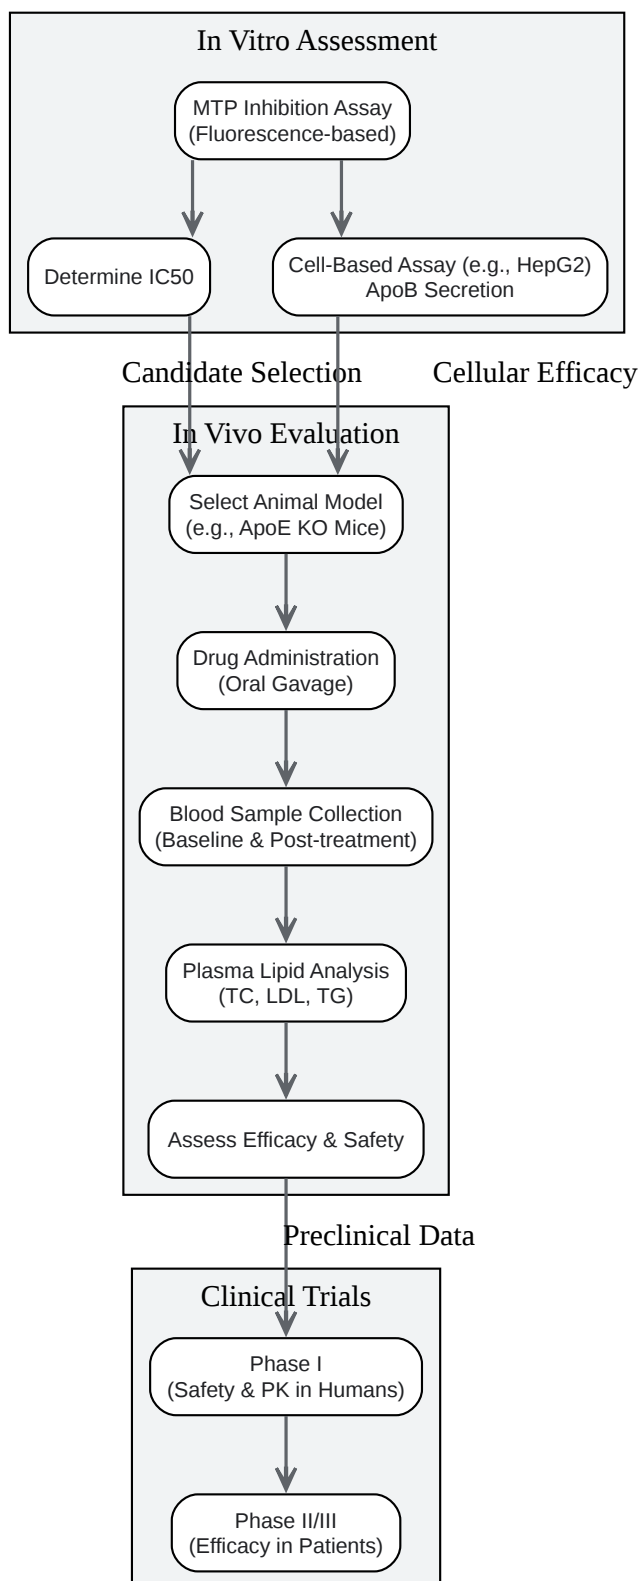 In Vitro Assessment
MTP Inhibition Assay
(Fluorescence-based)
Determine IC50
Cell-Based Assay (e.g., HepG2)
ApoB Secretion
Candidate Selection
Cellular Efficacy
In Vivo Evaluation
Select Animal Model
(e.g., ApoE KO Mice)
Drug Administration
(Oral Gavage)
Blood Sample Collection
(Baseline & Post-treatment)
Plasma Lipid Analysis
(TC, LDL, TG)
Assess Efficacy & Safety
Preclinical Data
Clinical Trials
Phase I
(Safety & PK in Humans)
Phase II/III
(Efficacy in Patients)